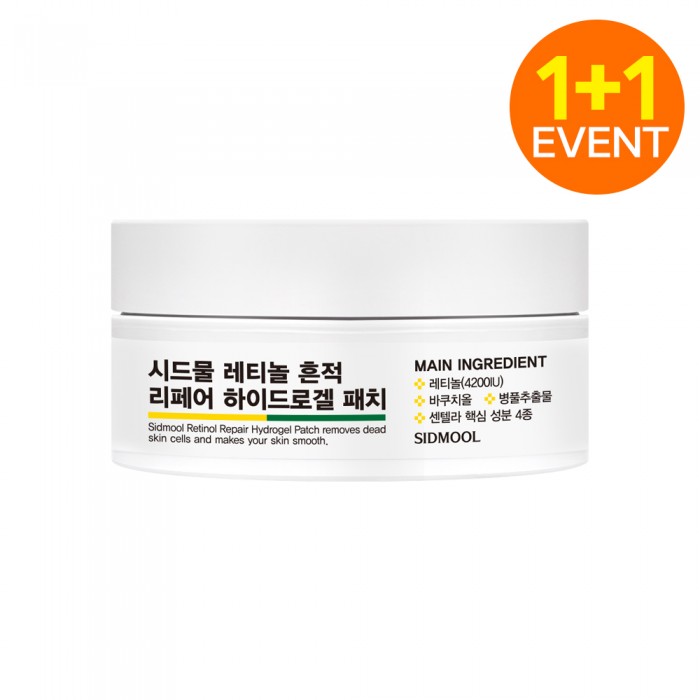 1+1
EVENT
시드물 레티놀 흔적
리페어 하이드로겔 패치
Sidmool Retinol Repair Hydrogel Patch removes dead
skin cells and makes your skin smooth.
MAIN INGREDIENT
레티놀(4200IU)
바쿠치올 병풀추출물
센텔라 핵심 성분 4종
SIDMOOL